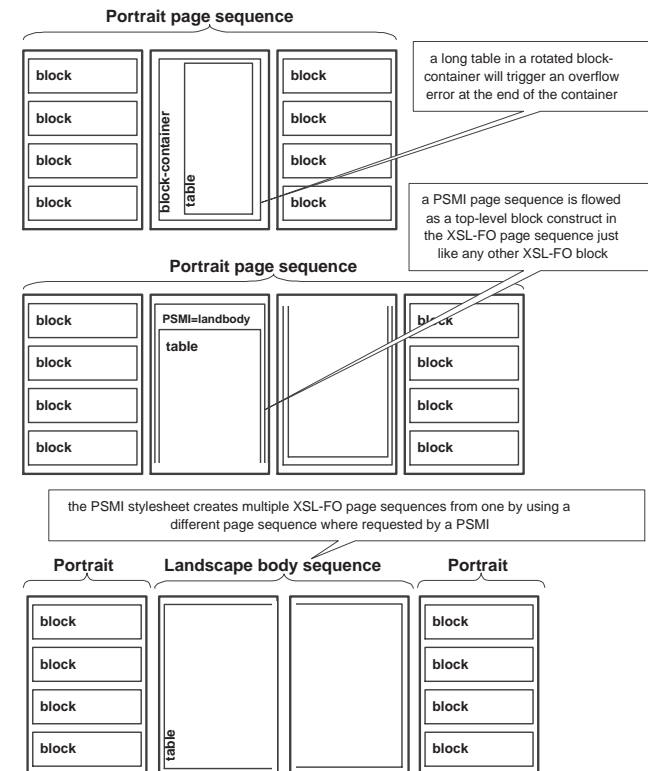 Portrait page sequence
block
block
block
block
block-container
table
block
block
block
block
a long table in a rotated block-
container will trigger an overflow
error at the end of the container
a PSMI page sequence is flowed
as a top-level block construct in
the XSL-FO page sequence just
like any other XSL-FO block
Portrait page sequence
block
block
block
block
PSMI=landbody
table
block
block
block
block
the PSMI stylesheet creates multiple XSL-FO page sequences from one by using a
different page sequence where requested by a PSMI
Portrait
Landscape body sequence
Portrait
block
block
block
block
table
block
block
block
block